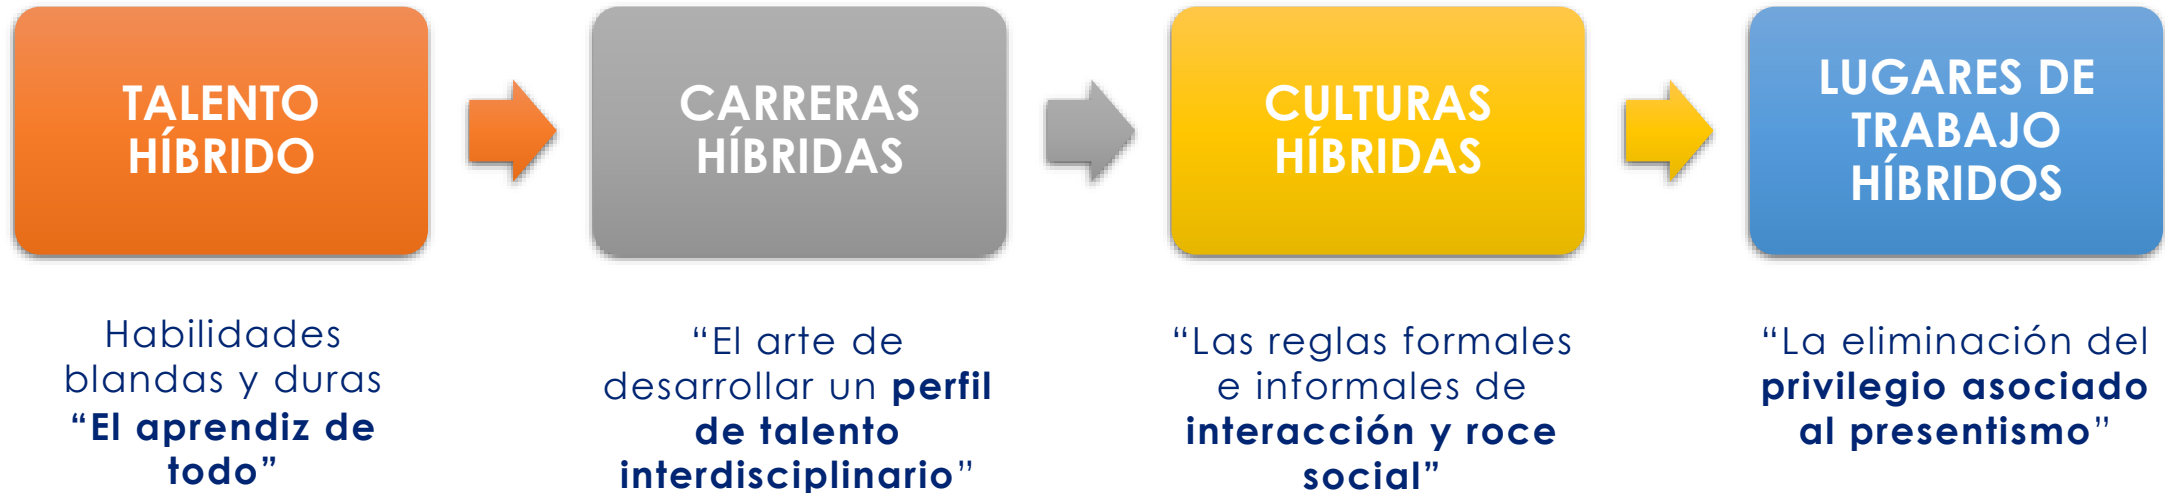 TALENTO
HÍBRIDO
CARRERAS
HÍBRIDAS
CULTURAS
HÍBRIDAS
LUGARES DE
TRABAJO
HÍBRIDOS
Habilidades
blandas y duras
“El aprendiz de
todo”
“El arte de
desarrollar un perfil
de talento
interdisciplinario”
“Las reglas formales
e informales de
interacción y roce
social”
“La eliminación del
privilegio asociado
al presentismo”